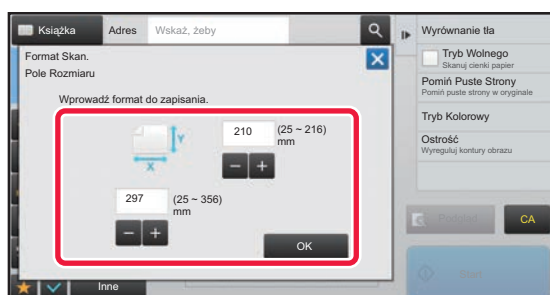 Książka
Adres
Wskaż, żeby
Wyrównanie tła
Format Skan.
Pole Rozmiaru
Tryb Wolnego
Skanuj cienki papier
Wprowadź format do zapisania.
Pomiń Puste Strony
Pomiń puste strony w oryginale
Tryb Kolorowy
Y
210
(25 ~ 216)
mm
Ostrość
Wyreguluj kontury obrazu
X
297
(25 ~ 356)
mm
OK
Podgląd
CA
Inne
Start